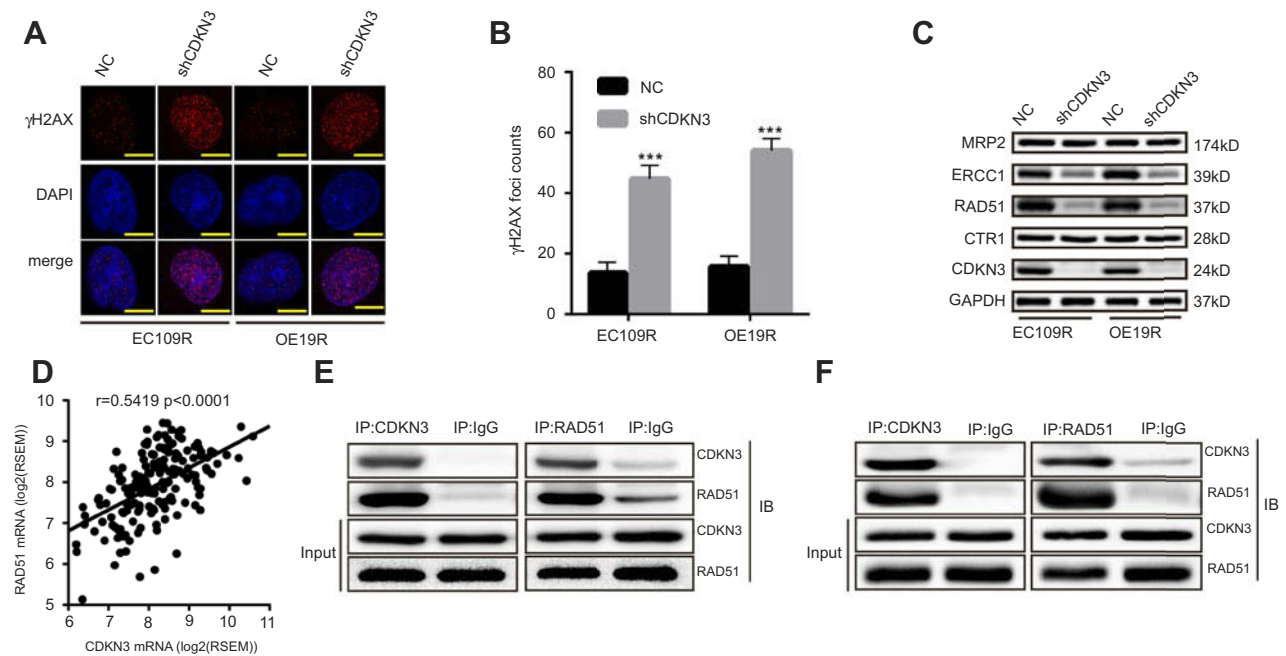 A
NC
shCDKN3
NC
shCDKN3
γH2AX
DAPI
merge
EC109R
OE19R
B
80
60
40
20
0
γH2AX foci counts
NC
shCDKN3
***
***
EC109R
OE19R
C
NC
shCDKN3
NC
shCDKN3
MRP2
174kD
ERCC1
39kD
RAD51
37kD
CTR1
28kD
CDKN3
24kD
GAPDH
37kD
EC109R
OE19R
D
r=0.5419 p<0.0001
10
9
8
7
6
5
RAD51 mRNA (log2(RSEM))
6 7 8 9 10 11
CDKN3 mRNA (log2(RSEM))
E
IP:CDKN3 IP:IgG IP:RAD51 IP:IgG
CDKN3
RAD51
CDKN3
RAD51
IB
Input
F
IP:CDKN3 IP:IgG IP:RAD51 IP:IgG
CDKN3
RAD51
CDKN3
RAD51
IB
Input